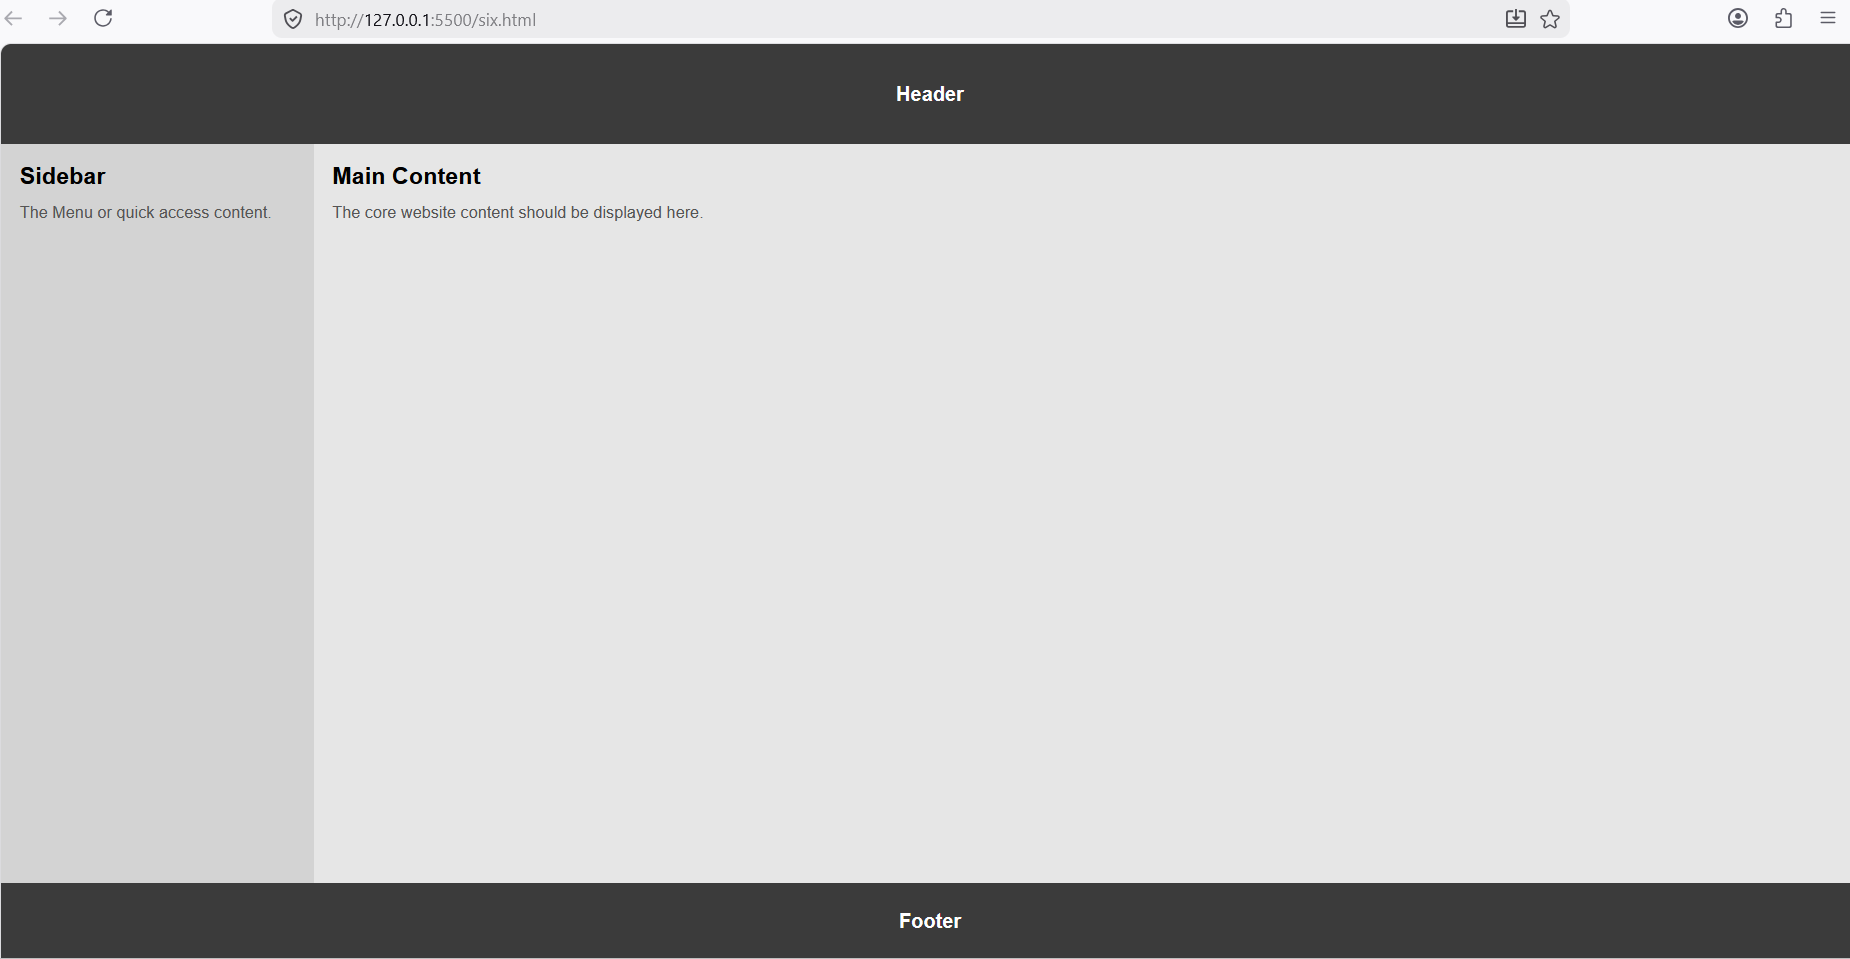 http://127.0.0.1:5500/six.html
Header
Sidebar
The Menu or quick access content.
Main Content
The core website content should be displayed here.
Footer